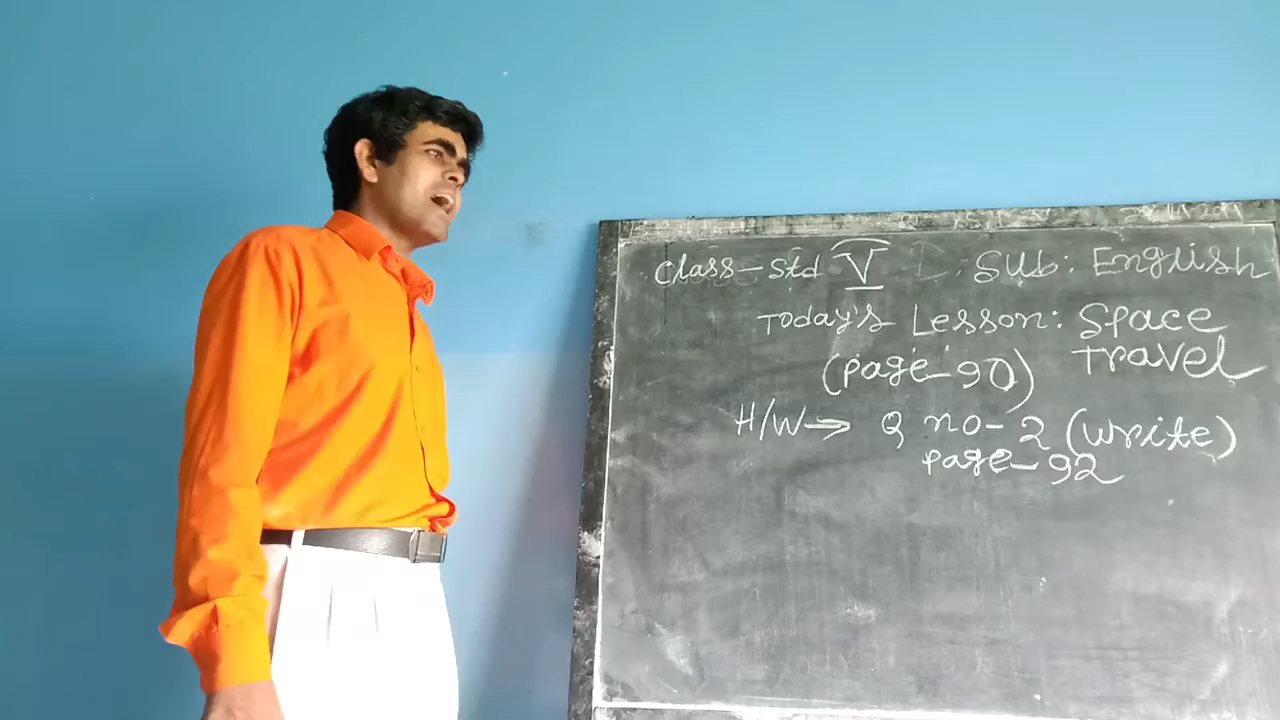 Class - Std V Sub: English
Today's Lesson: Space
(page - 90) Travel
H/W → Q no - 2 (write)
page - 92